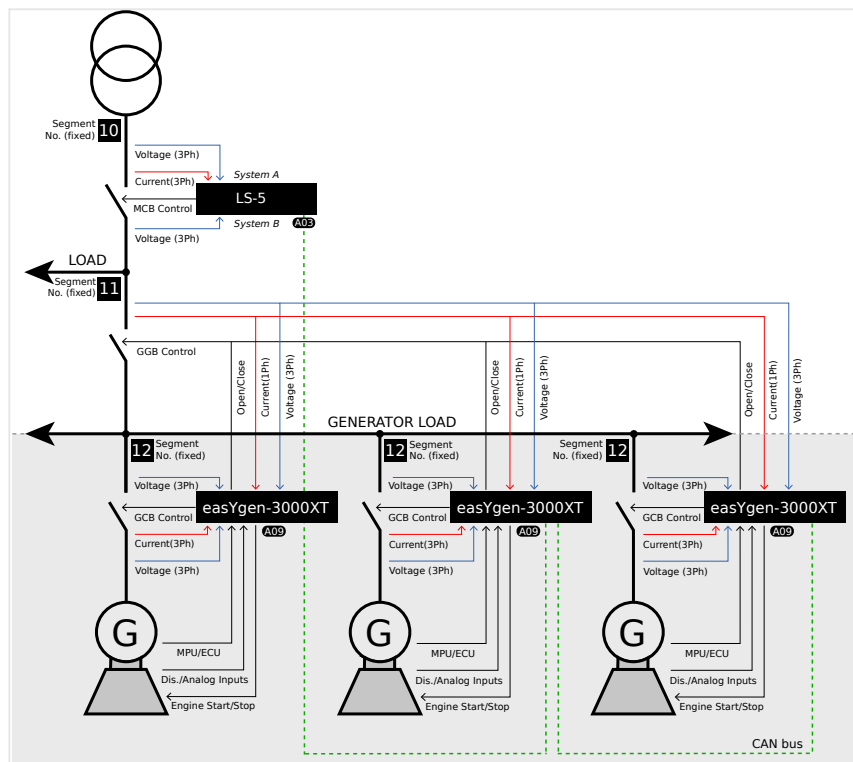 Segment
No. (fixed)
10
Voltage (3Ph)
System A
Current(3Ph)
LS-5
MCB Control
System B
A03
Voltage (3Ph)
LOAD
Segment
No. (fixed)
11
GGB Control
Open/Close
Current(1Ph)
Voltage (3Ph)
Open/Close
Current(1Ph)
Voltage (3Ph)
Open/Close
Current(1Ph)
Voltage (3Ph)
GENERATOR LOAD
12
Segment
No. (fixed)
12
Segment
No. (fixed)
Segment
No. (fixed)
12
Voltage (3Ph)
easYgen-3000XT
GCB Control
A09
Current(3Ph)
Voltage (3Ph)
Voltage (3Ph)
easYgen-3000XT
GCB Control
A09
Current(3Ph)
Voltage (3Ph)
Voltage (3Ph)
easYgen-3000XT
GCB Control
A09
Current(3Ph)
Voltage (3Ph)
G
MPU/ECU
Dis./Analog Inputs
Engine Start/Stop
G
MPU/ECU
Dis./Analog Inputs
Engine Start/Stop
G
MPU/ECU
Dis./Analog Inputs
Engine Start/Stop
CAN bus